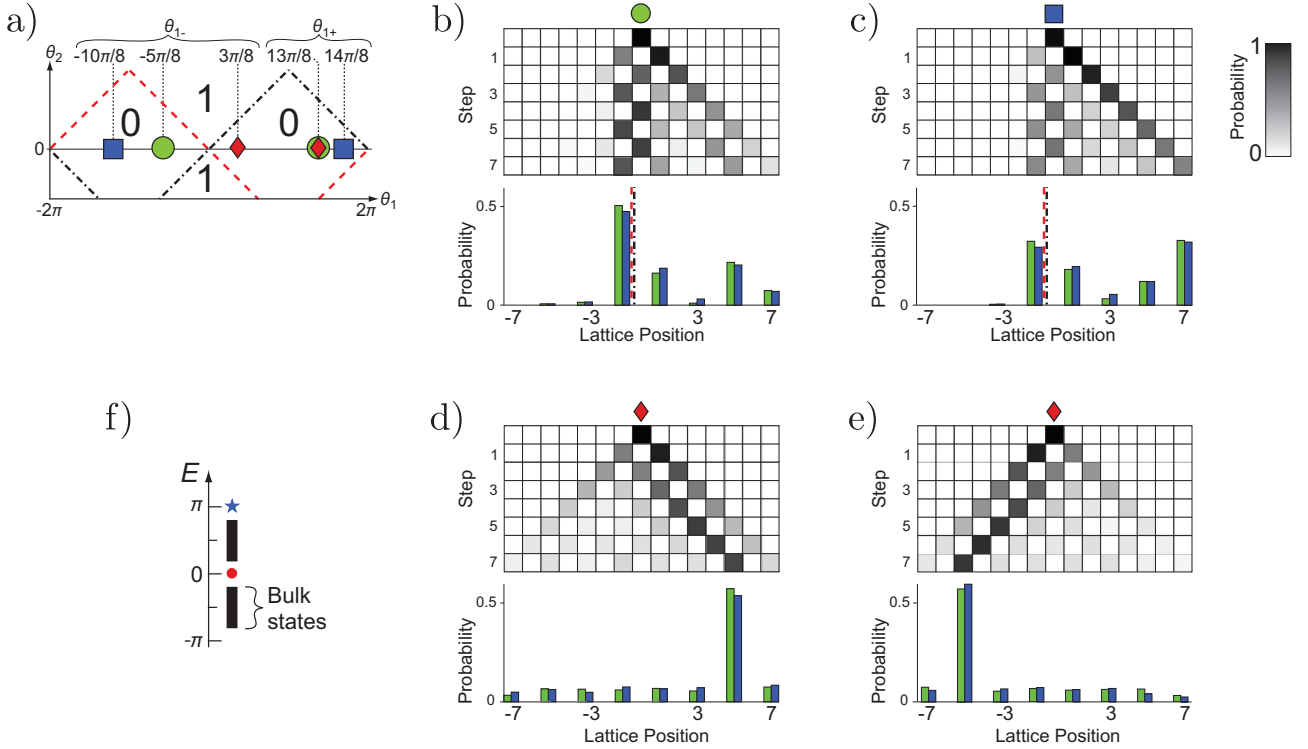 a)
θ1-
θ1+
θ2
-10π/8
-5π/8
3π/8
13π/8
14π/8
1
0
0
0
1
-2π
2π
θ1
b)
Step
1
3
5
7
Probability
0.5
0
-7
-3
3
7
Lattice Position
c)
Step
1
3
5
7
Probability
0.5
0
-7
-3
3
7
Lattice Position
1
Probability
0
f)
E
π
0
-π
Bulk
states
d)
Step
1
3
5
7
Probability
0.5
0
-7
-3
3
7
Lattice Position
e)
Step
1
3
5
7
Probability
0.5
0
-7
-3
3
7
Lattice Position